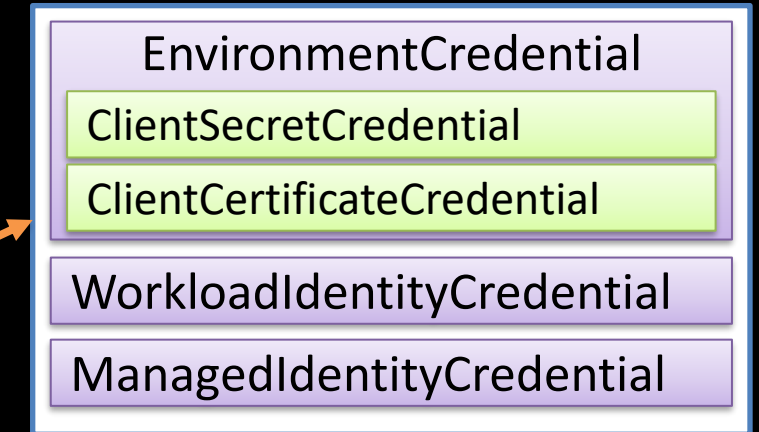 EnvironmentCredential
ClientSecretCredential
ClientCertificateCredential
WorkloadIdentityCredential
ManagedIdentityCredential